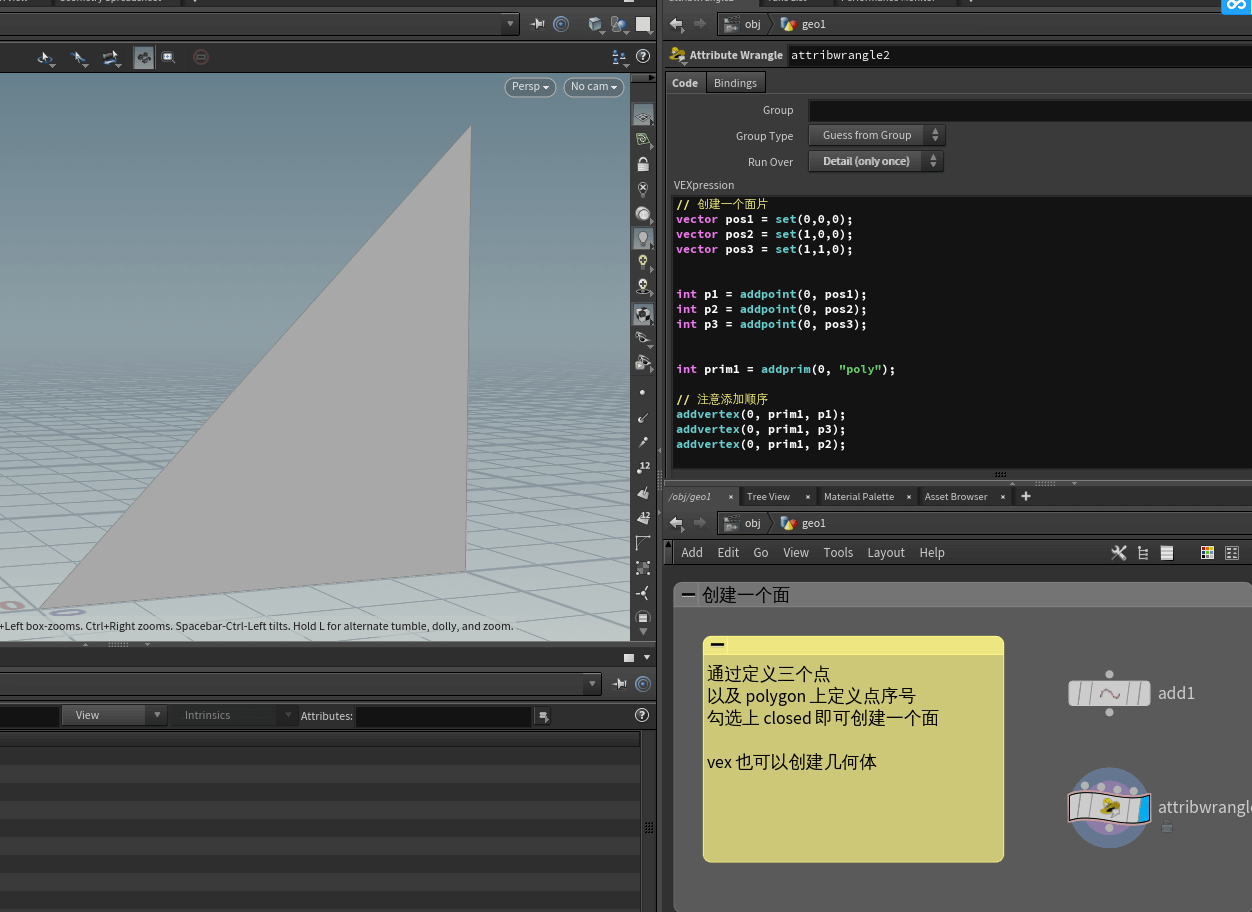 Persp
No cam
+Left box-zooms. Ctrl+Right zooms. Spacebar-Ctrl-Left tilts. Hold L for alternate tumble, dolly, and zoom.
12
12
View
Intrinsics
Attributes:
obj
geo1
Attribute Wrangle
attribwrangle2
Code
Bindings
Group
Group Type
Guess from Group
Run Over
Detail (only once)
VEXpression
// 创建一个面片
vector pos1 = set(0,0,0);
vector pos2 = set(1,0,0);
vector pos3 = set(1,1,0);
int p1 = addpoint(0, pos1);
int p2 = addpoint(0, pos2);
int p3 = addpoint(0, pos3);
int prim1 = addprim(0, "poly");
// 注意添加顺序
addvertex(0, prim1, p1);
addvertex(0, prim1, p3);
addvertex(0, prim1, p2);
/obj/geo1
Tree View
Material Palette
Asset Browser
obj
geo1
Add Edit Go View Tools Layout Help
创建一个面
通过定义三个点
以及 polygon 上定义点序号
勾选上 closed 即可创建一个面
vex 也可以创建几何体
add1
attribwrangle